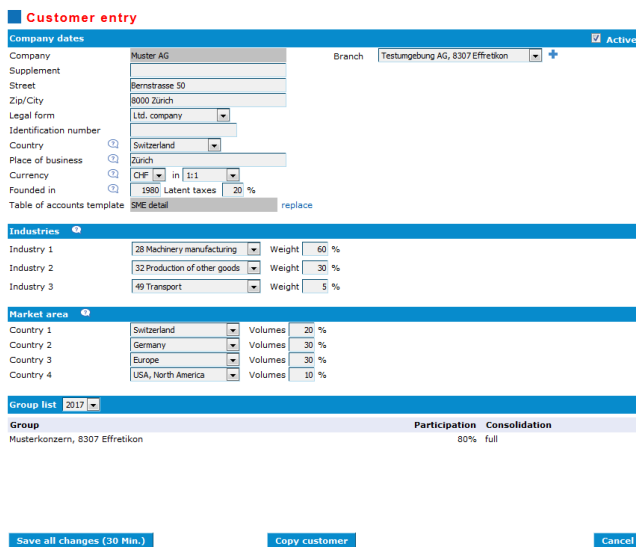 Customer entry
Company dates Active
Company Muster AG Branch Testumgebung AG, 8307 Effretikon
Supplement
Street Bernstrasse 50
Zip/City 8000 Zürich
Legal form Ltd. company
Identification number
Country ? Switzerland
Place of business ? Zürich
Currency ? CHF in 1:1
Founded in ? 1980 Latent taxes 20 %
Table of accounts template SME detail replace
Industries ?
Industry 1 28 Machinery manufacturing Weight 60 %
Industry 2 32 Production of other goods Weight 30 %
Industry 3 49 Transport Weight 5 %
Market area ?
Country 1 Switzerland Volumes 20 %
Country 2 Germany Volumes 30 %
Country 3 Europe Volumes 30 %
Country 4 USA, North America Volumes 10 %
Group list 2017
Group Participation Consolidation
Musterkonzern, 8307 Effretikon 80% full
Save all changes (30 Min.) Copy customer Cancel